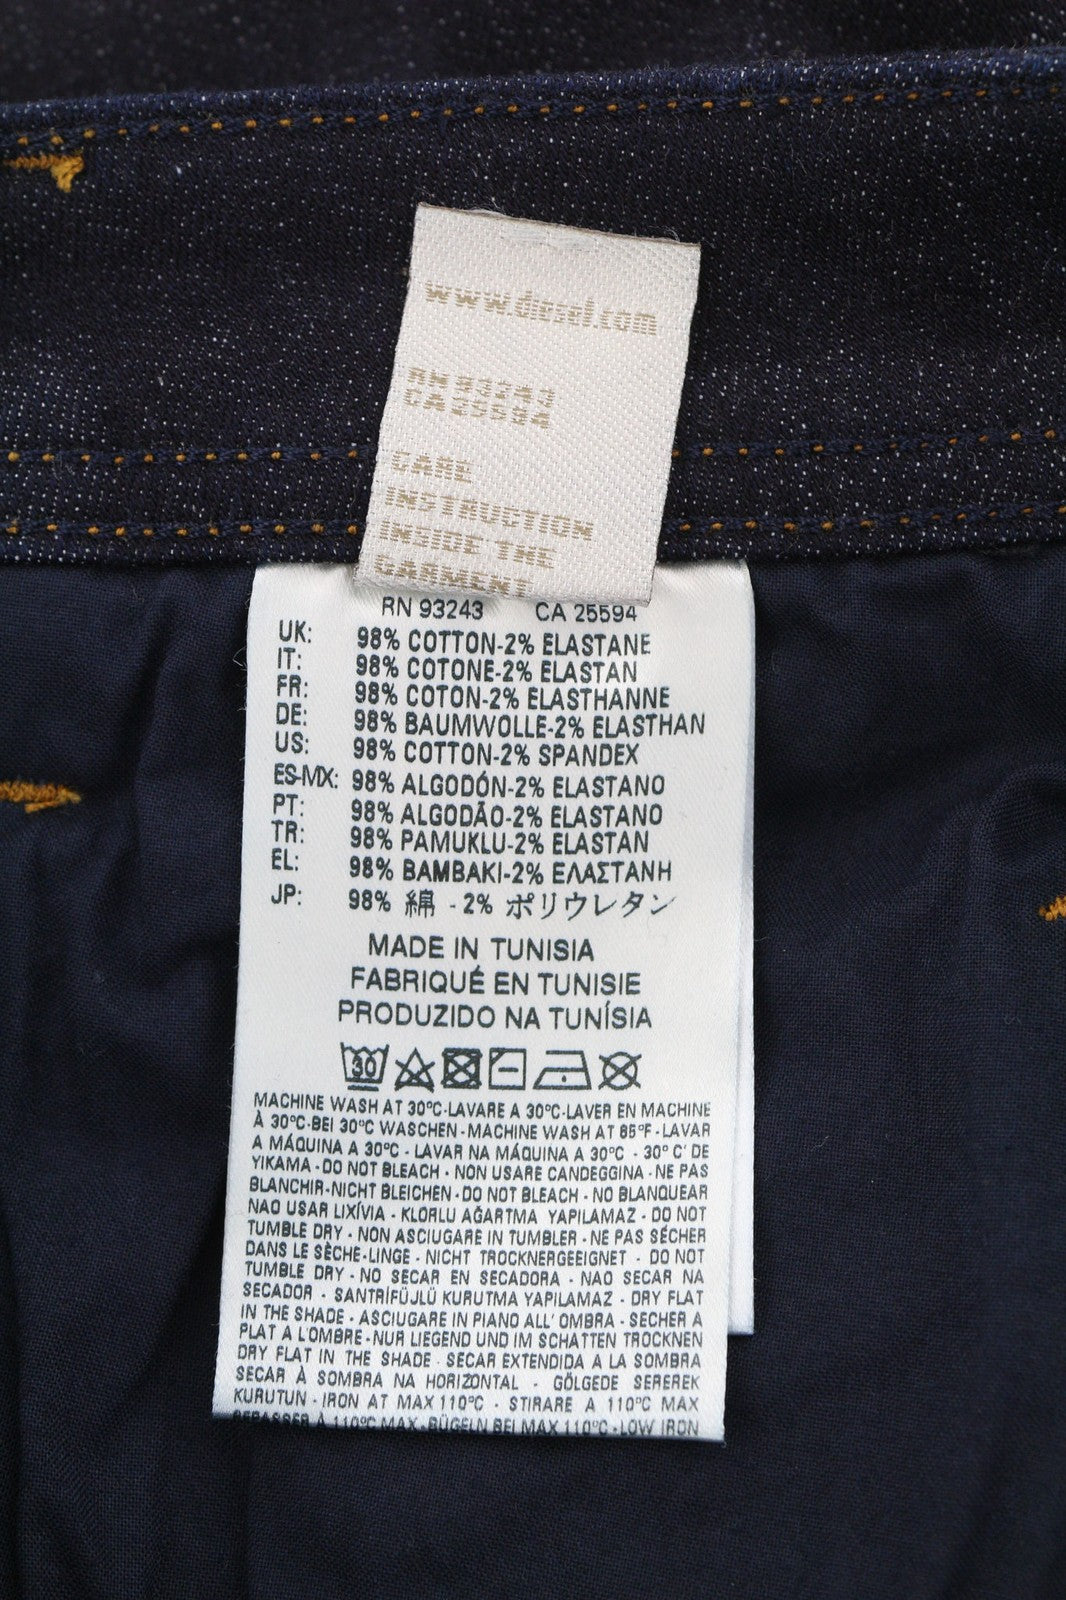 www.diesel.com
RN 93243
CA 25594
CARE
INSTRUCTION
INSIDE THE
GARMENT
RN 93243 CA 25594
UK: 98% COTTON-2% ELASTANE
IT: 98% COTONE-2% ELASTAN
FR: 98% COTON-2% ELASTHANNE
DE: 98% BAUMWOLLE-2% ELASTHAN
US: 98% COTTON-2% SPANDEX
ES-MX: 98% ALGODÓN-2% ELASTANO
PT: 98% ALGODÃO-2% ELASTANO
TR: 98% PAMUKLU-2% ELASTAN
EL: 98% BAMBAKI-2% ΕΛΑΣΤΑΝΗ
JP: 98% 綿 - 2% ポリウレタン
MADE IN TUNISIA
FABRIQUÉ EN TUNISIE
PRODUZIDO NA TUNÍSIA
30
MACHINE WASH AT 30°C-LAVARE A 30°C-LAVER EN MACHINE
À 30°C-BEI 30°C WASCHEN-MACHINE WASH AT 85°F-LAVAR
A MÁQUINA A 30°C - LAVAR NA MÁQUINA A 30°C - 30° C' DE
YIKAMA-DO NOT BLEACH - NON USARE CANDEGGINA-NE PAS
BLANCHIR-NICHT BLEICHEN-DO NOT BLEACH - NO BLANQUEAR
NAO USAR LIXÍVIA - KLORLU AĞARTMA YAPILAMAZ - DO NOT
TUMBLE DRY - NON ASCIUGARE IN TUMBLER - NE PAS SÉCHER
DANS LE SÈCHE-LINGE - NICHT TROCKNERGEEIGNET - DO NOT
TUMBLE DRY - NO SECAR EN SECADORA - NAO SECAR NA
SECADOR - SANTRİFÜJLÜ KURUTMA YAPILAMAZ - DRY FLAT
IN THE SHADE - ASCIUGARE IN PIANO ALL' OMBRA - SECHER A
PLAT A L'OMBRE-NUR LIEGEND UND IM SCHATTEN TROCKNEN
DRY FLAT IN THE SHADE - SECAR EXTENDIDA A LA SOMBRA
SECAR À SOMBRA NA HORIZONTAL - GÖLGEDE SEREREK
KURUTUN - IRON AT MAX 110°C - STIRARE A 110°C MAX
REPASSER A 110°C MAX - BÜGELN BEI MAX 110°C - LOW IRON